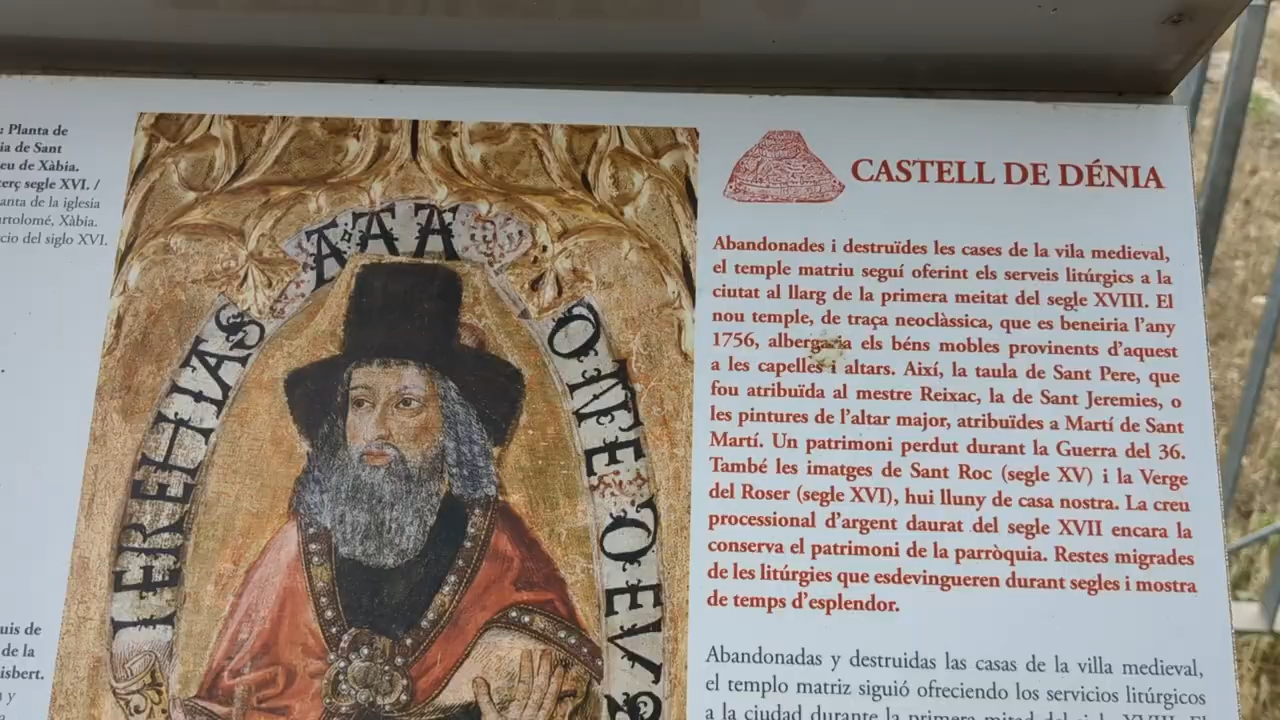 : Planta de
ia de Sant
eu de Xàbia.
terç segle XVI. /
anta de la iglesia
artolomé, Xàbia.
cio del siglo XVI.
uis de
de la
isbert.
y
IEREHIAS
A·A A
CASTELL DE DÉNIA
Abandonades i destruïdes les cases de la vila medieval,
el temple matriu seguí oferint els serveis litúrgics a la
ciutat al llarg de la primera meitat del segle XVIII. El
nou temple, de traça neoclàssica, que es beneiria l'any
1756, albergaria els béns mobles provinents d'aquest
a les capelles i altars. Així, la taula de Sant Pere, que
fou atribuïda al mestre Reixac, la de Sant Jeremies, o
les pintures de l'altar major, atribuïdes a Martí de Sant
Martí. Un patrimoni perdut durant la Guerra del 36.
També les imatges de Sant Roc (segle XV) i la Verge
del Roser (segle XVI), hui lluny de casa nostra. La creu
processional d'argent daurat del segle XVII encara la
conserva el patrimoni de la parròquia. Restes migrades
de les litúrgies que esdevingueren durant segles i mostra
de temps d'esplendor.
Abandonadas y destruidas las casas de la villa medieval,
el templo matriz siguió ofreciendo los servicios litúrgicos
a la ciudad durante la primera mitad del siglo XVIII. El